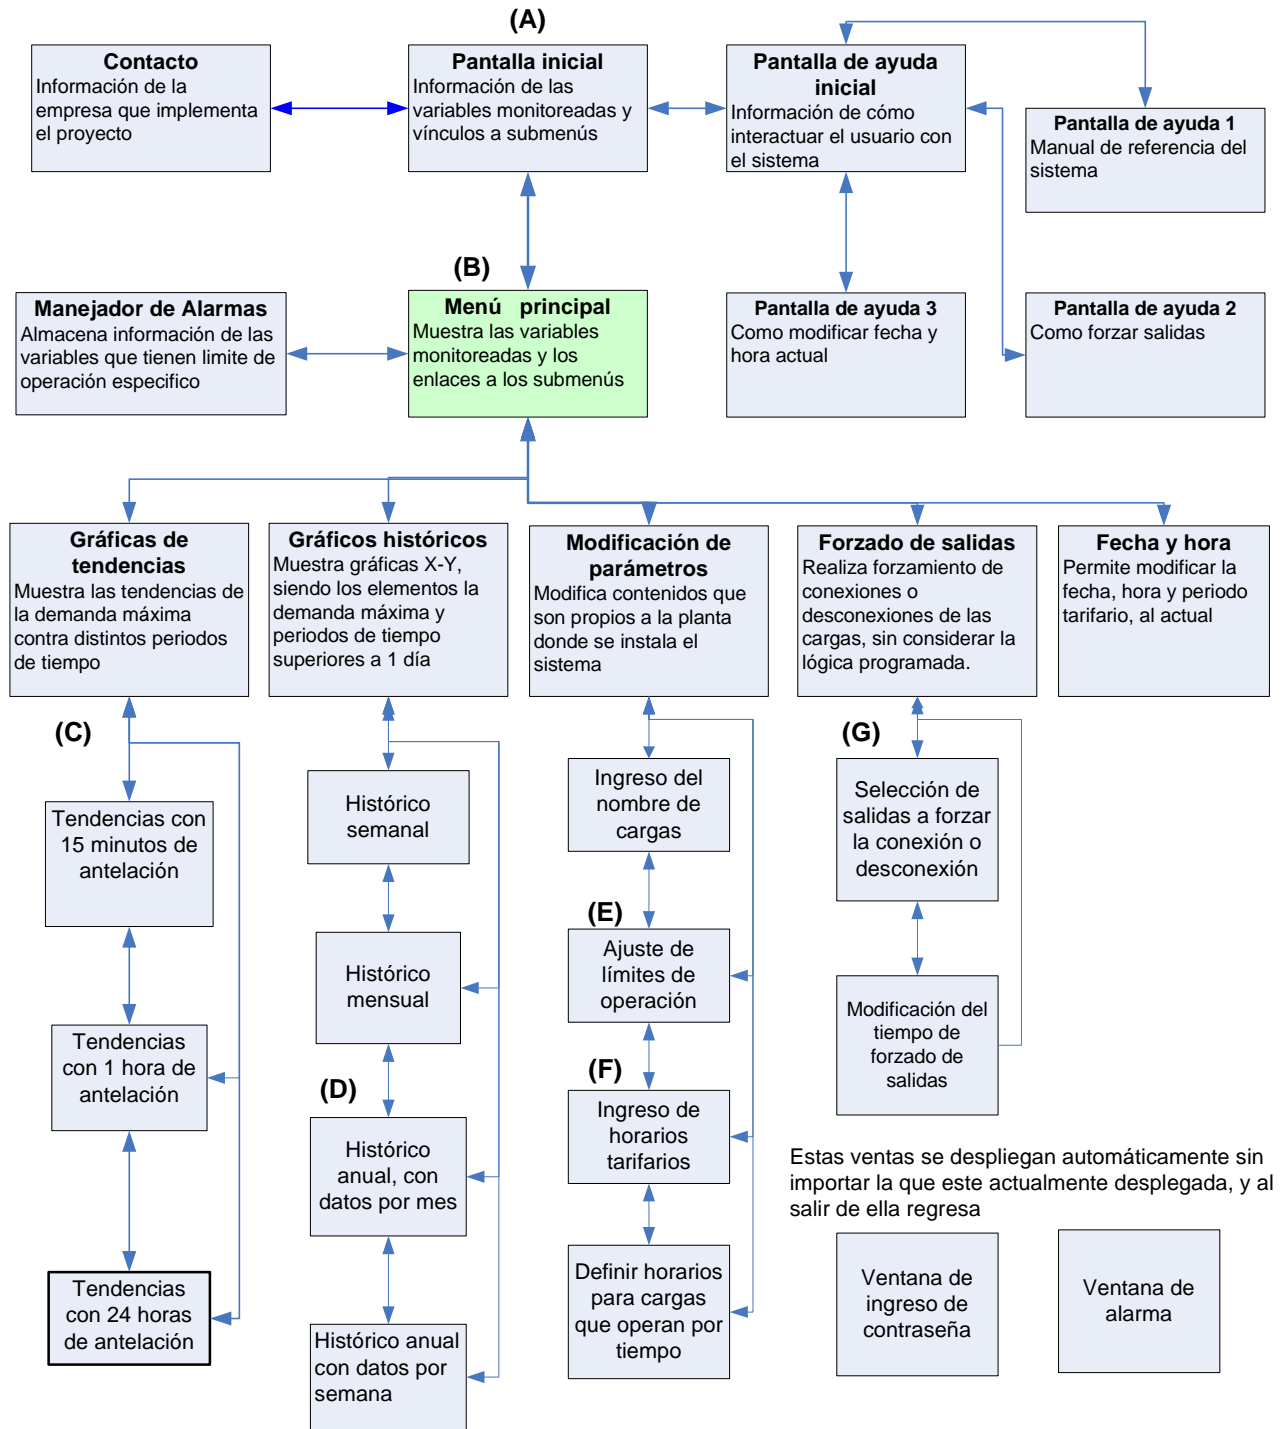 (A)
Contacto
Información de la
empresa que implementa
el proyecto
Pantalla inicial
Información de las
variables monitoreadas y
vínculos a submenús
Pantalla de ayuda
inicial
Información de cómo
interactuar el usuario con
el sistema
Pantalla de ayuda 1
Manual de referencia del
sistema
(B)
Manejador de Alarmas
Almacena información de las
variables que tienen limite de
operación especifico
Menú principal
Muestra las variables
monitoreadas y los
enlaces a los submenús
Pantalla de ayuda 3
Como modificar fecha y
hora actual
Pantalla de ayuda 2
Como forzar salidas
Gráficas de
tendencias
Muestra las tendencias de
la demanda máxima
contra distintos periodos
de tiempo
Gráficos históricos
Muestra gráficas X-Y,
siendo los elementos la
demanda máxima y
periodos de tiempo
superiores a 1 día
Modificación de
parámetros
Modifica contenidos que
son propios a la planta
donde se instala el
sistema
Forzado de salidas
Realiza forzamiento de
conexiones o
desconexiones de las
cargas, sin considerar la
lógica programada.
Fecha y hora
Permite modificar la
fecha, hora y periodo
tarifario, al actual
(C)
Tendencias con
15 minutos de
antelación
Tendencias
con 1 hora de
antelación
Tendencias
con 24 horas
de antelación
Histórico
semanal
Histórico
mensual
(D)
Histórico
anual, con
datos por mes
Histórico anual
con datos por
semana
Ingreso del
nombre de
cargas
(E)
Ajuste de
límites de
operación
(F)
Ingreso de
horarios
tarifarios
Definir horarios
para cargas
que operan por
tiempo
(G)
Selección de
salidas a forzar
la conexión o
desconexión
Modificación del
tiempo de
forzado de
salidas
Estas ventas se despliegan automáticamente sin
importar la que este actualmente desplegada, y al
salir de ella regresa
Ventana de
ingreso de
contraseña
Ventana de
alarma